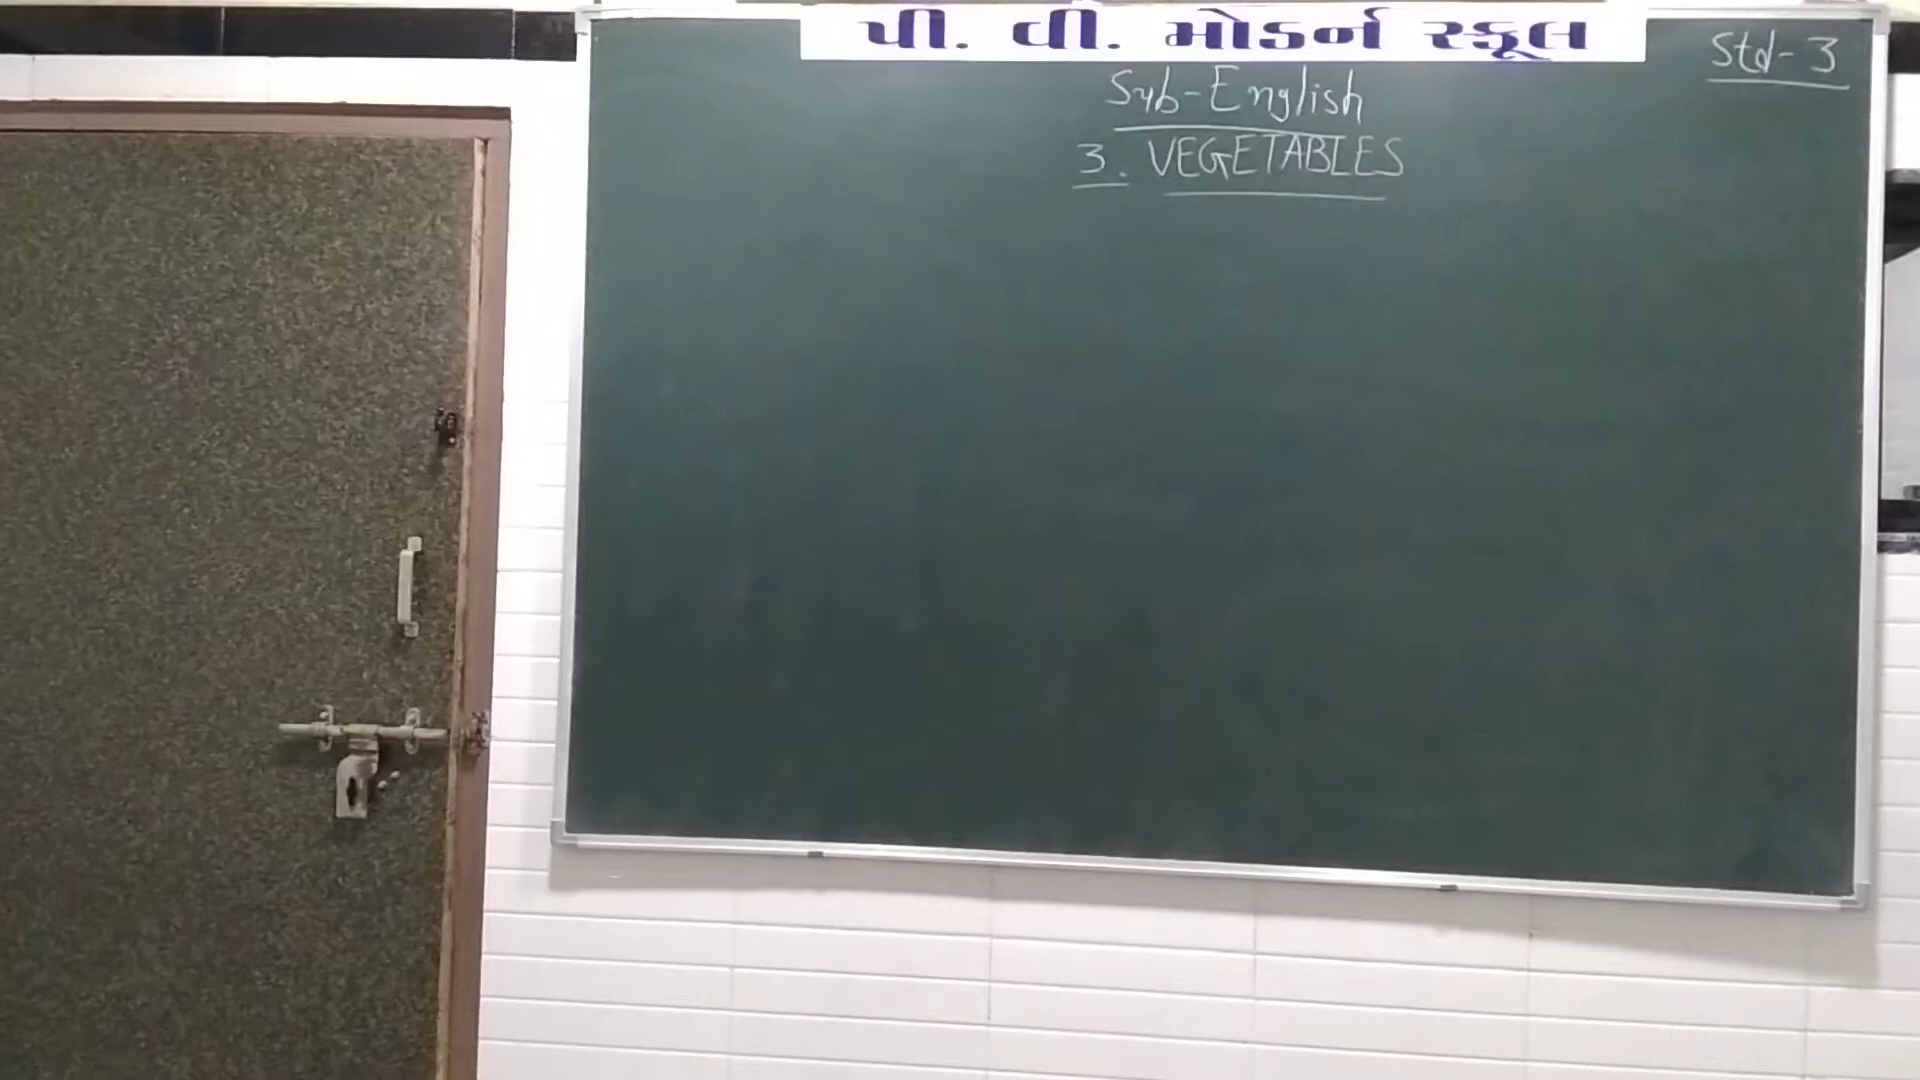 પી. વી. મોડર્ન સ્કૂલ
Std-3
Sub-English
3. VEGETABLES